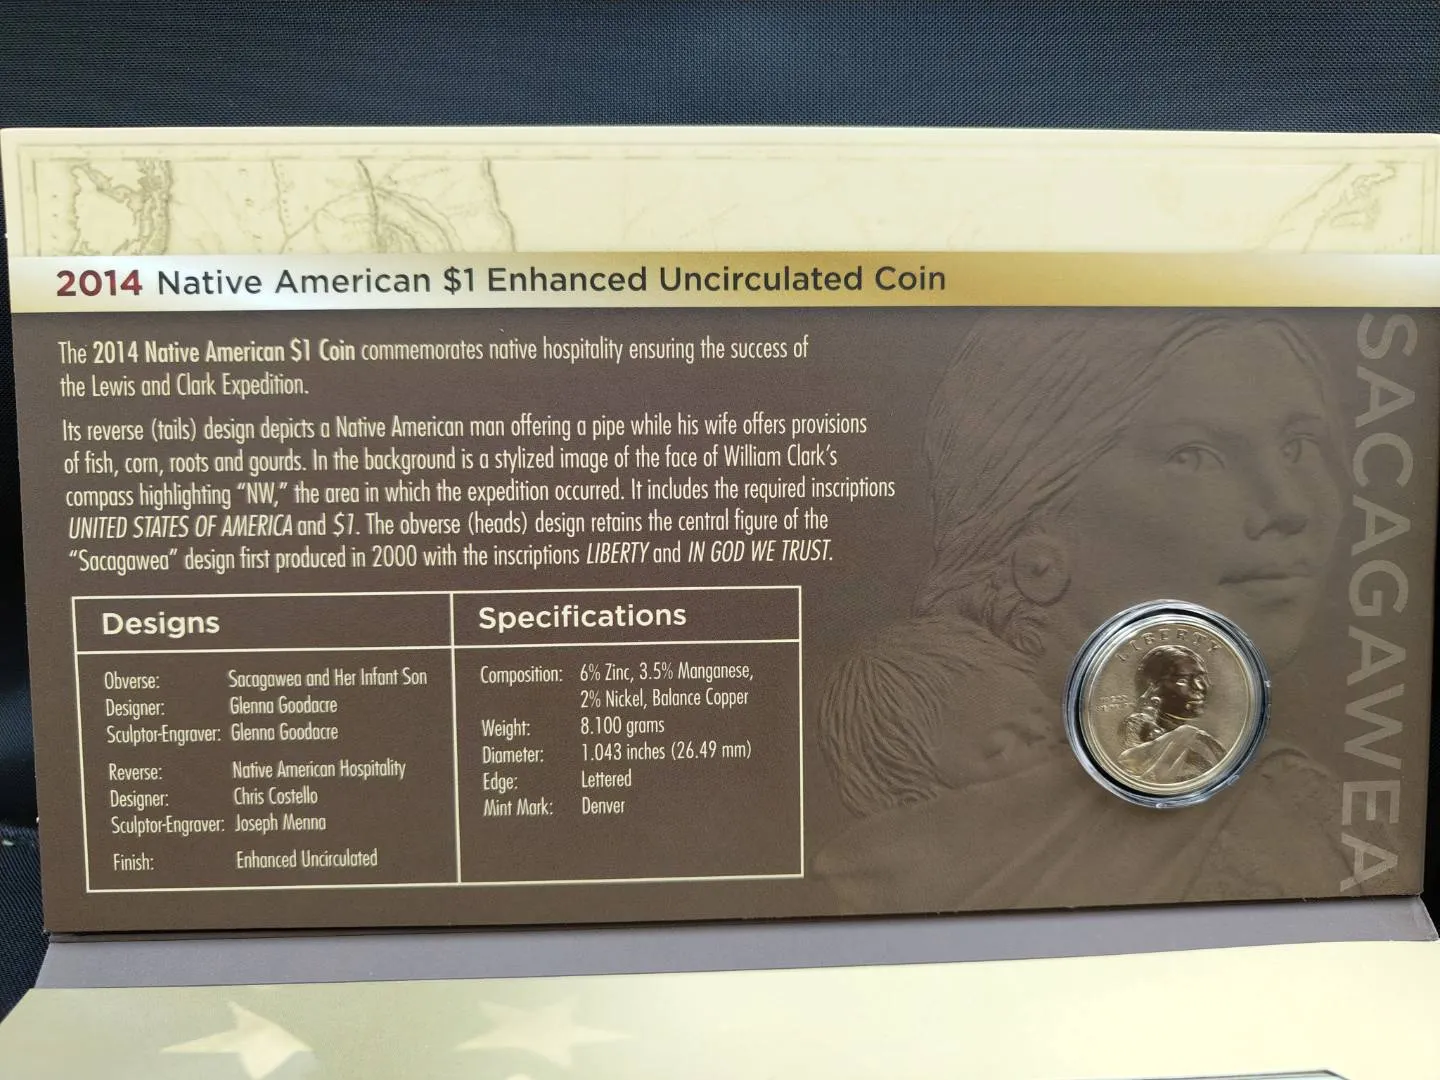 2014 Native American $1 Enhanced Uncirculated Coin
The 2014 Native American $1 Coin commemorates native hospitality ensuring the success of
the Lewis and Clark Expedition.
Its reverse (tails) design depicts a Native American man offering a pipe while his wife offers provisions
of fish, corn, roots and gourds. In the background is a stylized image of the face of William Clark's
compass highlighting "NW," the area in which the expedition occurred. It includes the required inscriptions
UNITED STATES OF AMERICA and $1. The obverse (heads) design retains the central figure of the
"Sacagawea" design first produced in 2000 with the inscriptions LIBERTY and IN GOD WE TRUST.
Designs
Obverse: Sacagawea and Her Infant Son
Designer: Glenna Goodacre
Sculptor-Engraver: Glenna Goodacre
Reverse: Native American Hospitality
Designer: Chris Costello
Sculptor-Engraver: Joseph Menna
Finish: Enhanced Uncirculated
Specifications
Composition: 6% Zinc, 3.5% Manganese,
2% Nickel, Balance Copper
Weight: 8.100 grams
Diameter: 1.043 inches (26.49 mm)
Edge: Lettered
Mint Mark: Denver
LIBERTY
SACAGAWEA